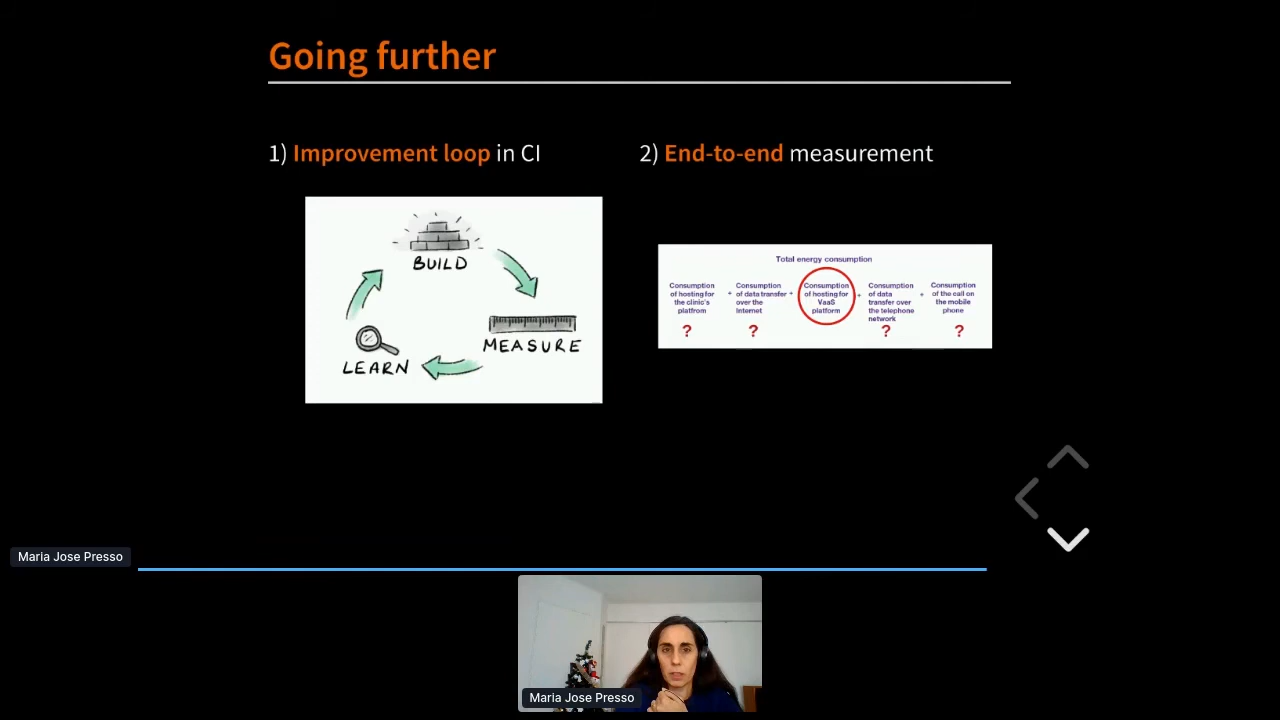 Going further
1) Improvement loop in CI
2) End-to-end measurement
BUILD
MEASURE
LEARN
Total energy consumption
Consumption
of hosting for
the clinic's
platfrom
+
Consumption
of data transfer
over the
Internet
+
Consumption
of hosting for
VaaS
platform
+
Consumption
of data
transfer over
the telephone
network
+
Consumption
of the call on
the mobile
phone
? ? ? ?
Maria Jose Presso
Maria Jose Presso